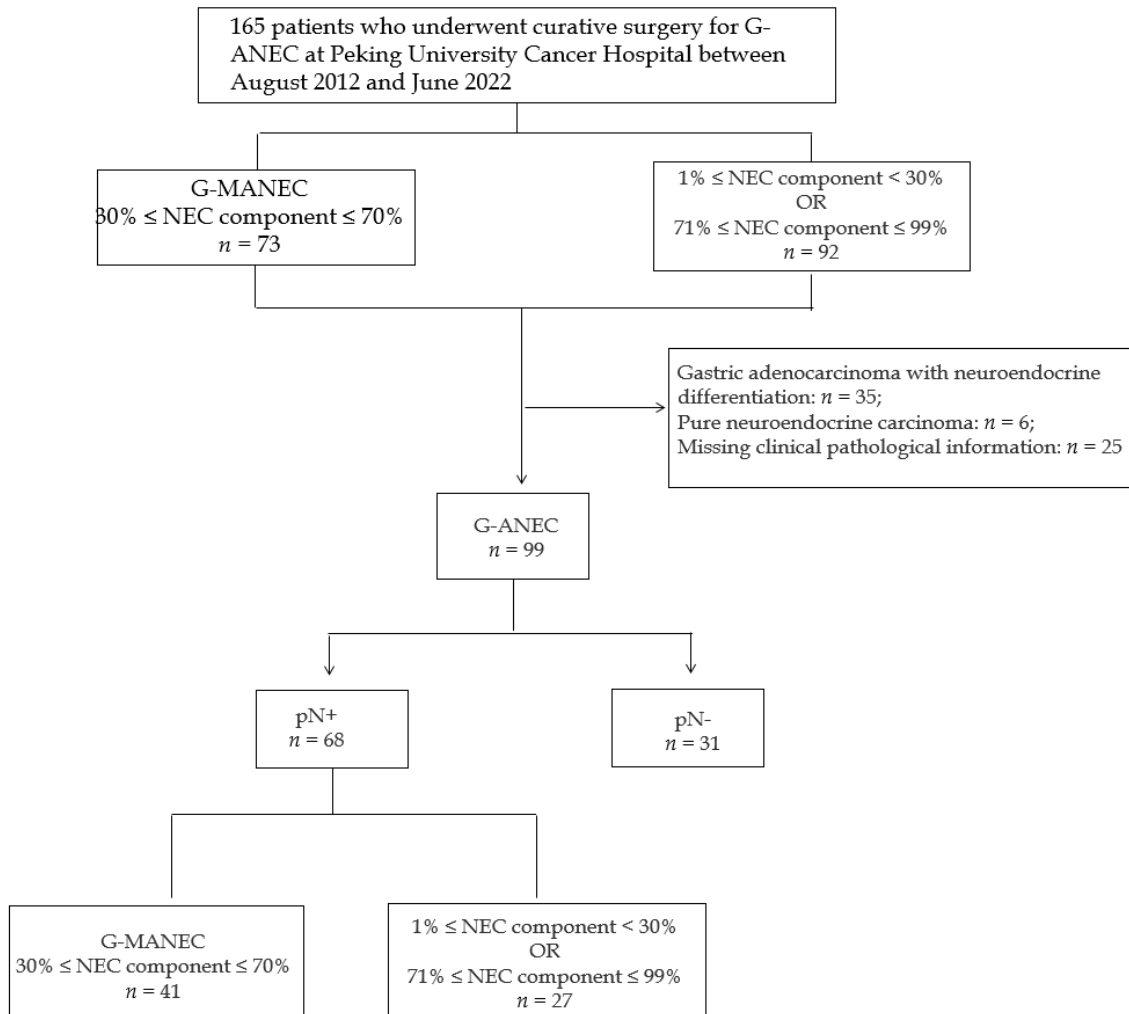 165 patients who underwent curative surgery for G-
ANEC at Peking University Cancer Hospital between
August 2012 and June 2022
G-MANEC
30% ≤ NEC component ≤ 70%
n = 73
1% ≤ NEC component < 30%
OR
71% ≤ NEC component ≤ 99%
n = 92
Gastric adenocarcinoma with neuroendocrine
differentiation: n = 35;
Pure neuroendocrine carcinoma: n = 6;
Missing clinical pathological information: n = 25
G-ANEC
n = 99
pN+
n = 68
pN-
n = 31
G-MANEC
30% ≤ NEC component ≤ 70%
n = 41
1% ≤ NEC component < 30%
OR
71% ≤ NEC component ≤ 99%
n = 27